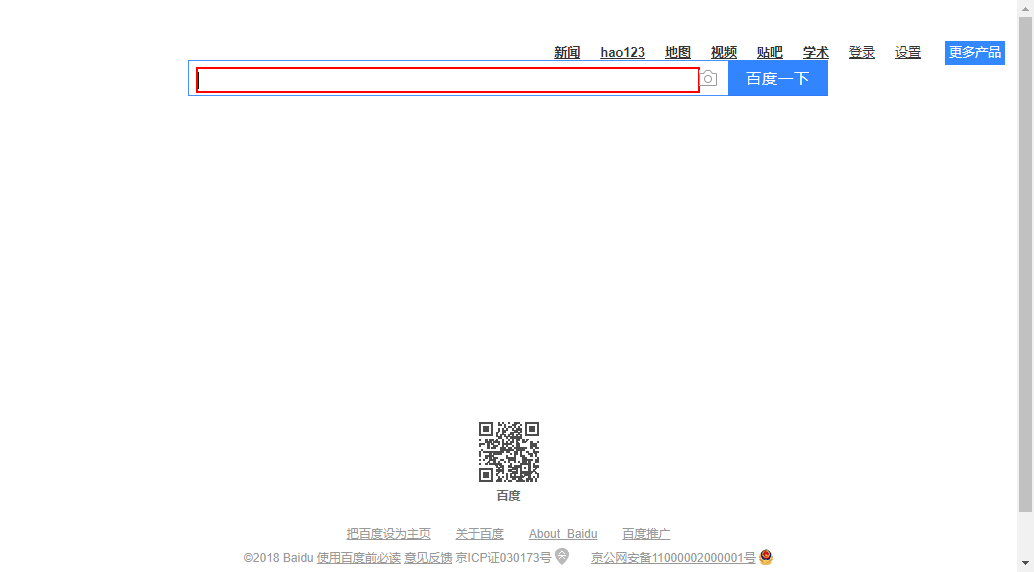 新闻 hao123 地图 视频 贴吧 学术 登录 设置 更多产品
百度一下
百度
把百度设为主页 关于百度 About Baidu 百度推广
©2018 Baidu 使用百度前必读 意见反馈 京ICP证030173号 京公网安备11000002000001号